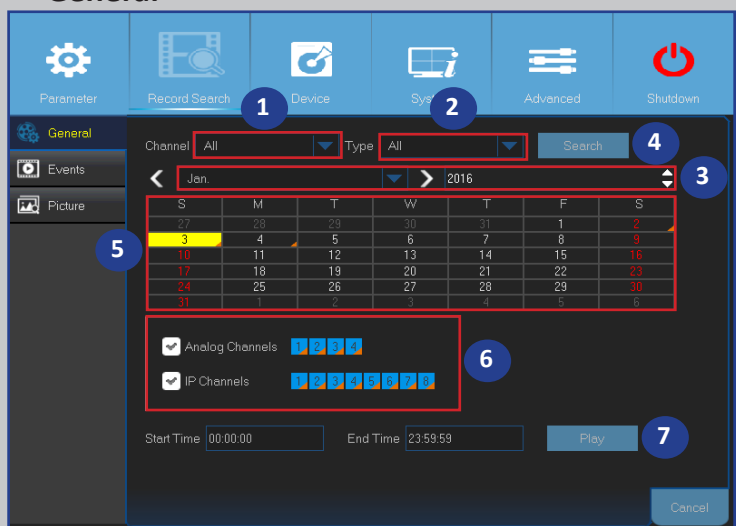 General
Parameter Record Search Device Advanced Shutdown
1 2
General
Channel All Type All Search 4
Events
Jan. 2016 3
Picture
S M T W T F S
27 28 29 30 31 1 2
3 4 5 6 7 8 9
5
10 11 12 13 14 15 16
17 18 19 20 21 22 23
24 25 26 27 28 29 30
31 1 2 3 4 5 6
Analog Channels 1 2 3 4
6
IP Channels 1 2 3 4 5 6 7 8
Start Time 00:00:00 End Time 23:59:59 Play 7
Cancel